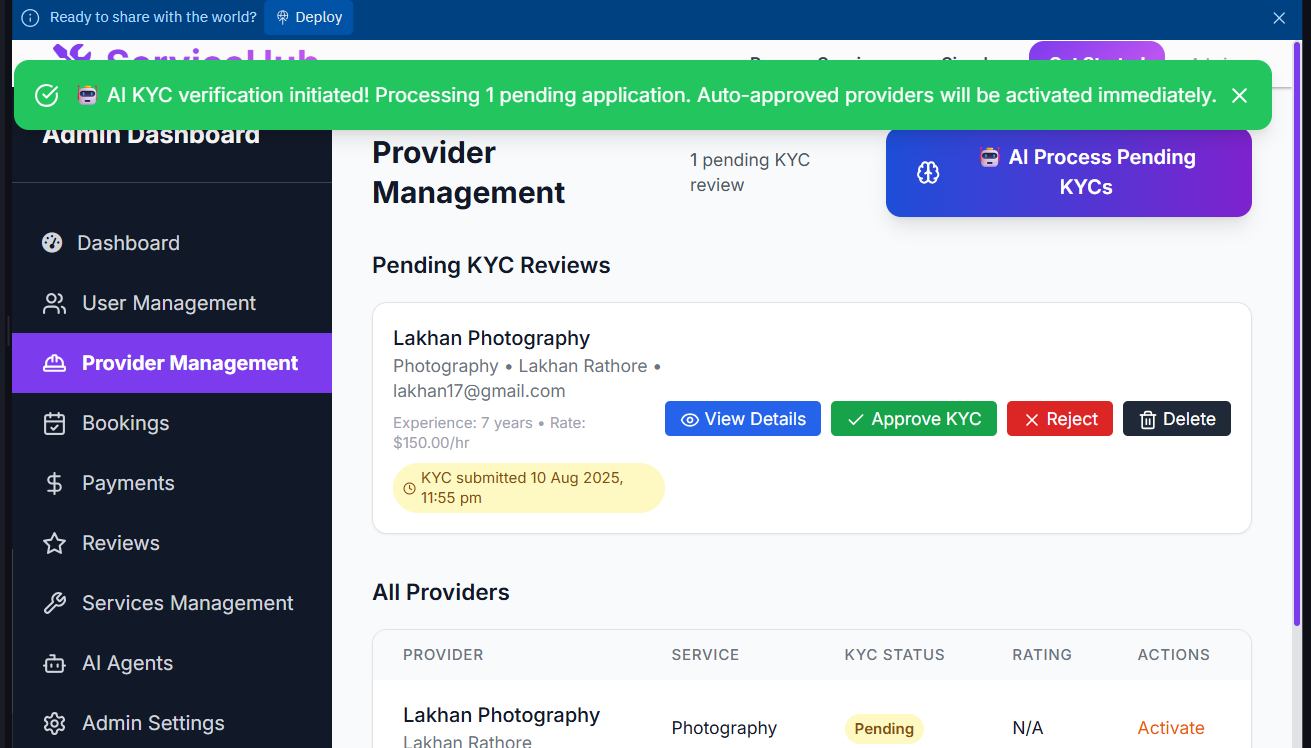 Ready to share with the world? Deploy
ServiceHub
AI KYC verification initiated! Processing 1 pending application. Auto-approved providers will be activated immediately.
Admin Dashboard
Dashboard
User Management
Provider Management
Bookings
Payments
Reviews
Services Management
AI Agents
Admin Settings
Provider
Management
1 pending KYC
review
AI Process Pending
KYCs
Pending KYC Reviews
Lakhan Photography
Photography • Lakhan Rathore •
lakhan17@gmail.com
Experience: 7 years • Rate:
$150.00/hr
KYC submitted 10 Aug 2025,
11:55 pm
View Details Approve KYC Reject Delete
All Providers
PROVIDER SERVICE KYC STATUS RATING ACTIONS
Lakhan Photography
Lakhan Rathore
Photography Pending N/A Activate